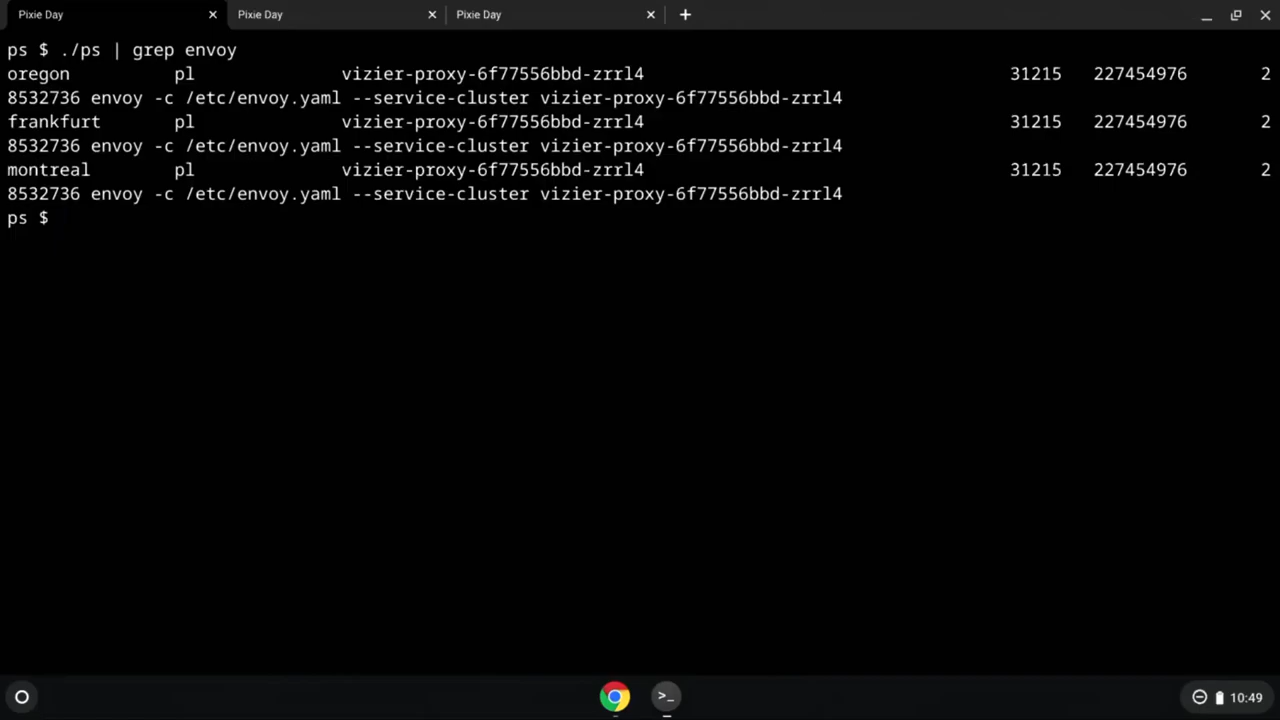 Pixie Day
Pixie Day
Pixie Day
ps $ ./ps | grep envoy
oregon pl vizier-proxy-6f77556bbd-zrrl4 31215 227454976 2
8532736 envoy -c /etc/envoy.yaml --service-cluster vizier-proxy-6f77556bbd-zrrl4
frankfurt pl vizier-proxy-6f77556bbd-zrrl4 31215 227454976 2
8532736 envoy -c /etc/envoy.yaml --service-cluster vizier-proxy-6f77556bbd-zrrl4
montreal pl vizier-proxy-6f77556bbd-zrrl4 31215 227454976 2
8532736 envoy -c /etc/envoy.yaml --service-cluster vizier-proxy-6f77556bbd-zrrl4
ps $
10:49